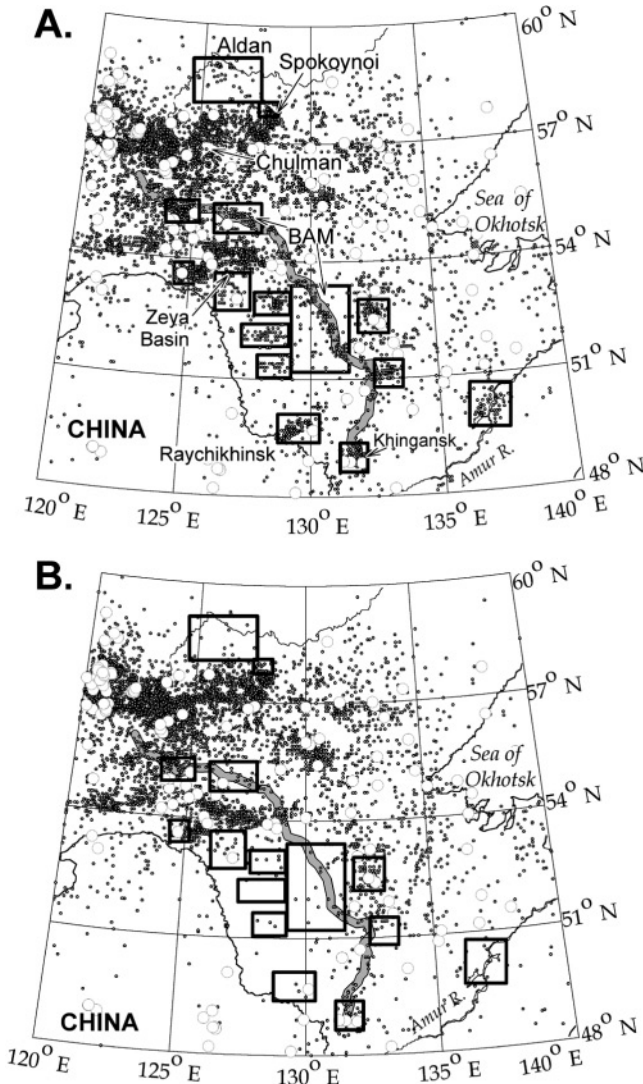 A.
60° N
Aldan
Spokoynoi
57° N
Chulman
Sea of
Okhotsk
BAM
54° N
Zeya
Basin
51° N
CHINA
Raychikhinsk
Khingansk
Amur R.
48° N
120° E
125° E
130° E
135° E
140° E
B.
60° N
57° N
Sea of
Okhotsk
54° N
51° N
CHINA
Amur R.
48° N
120° E
125° E
130° E
135° E
140° E